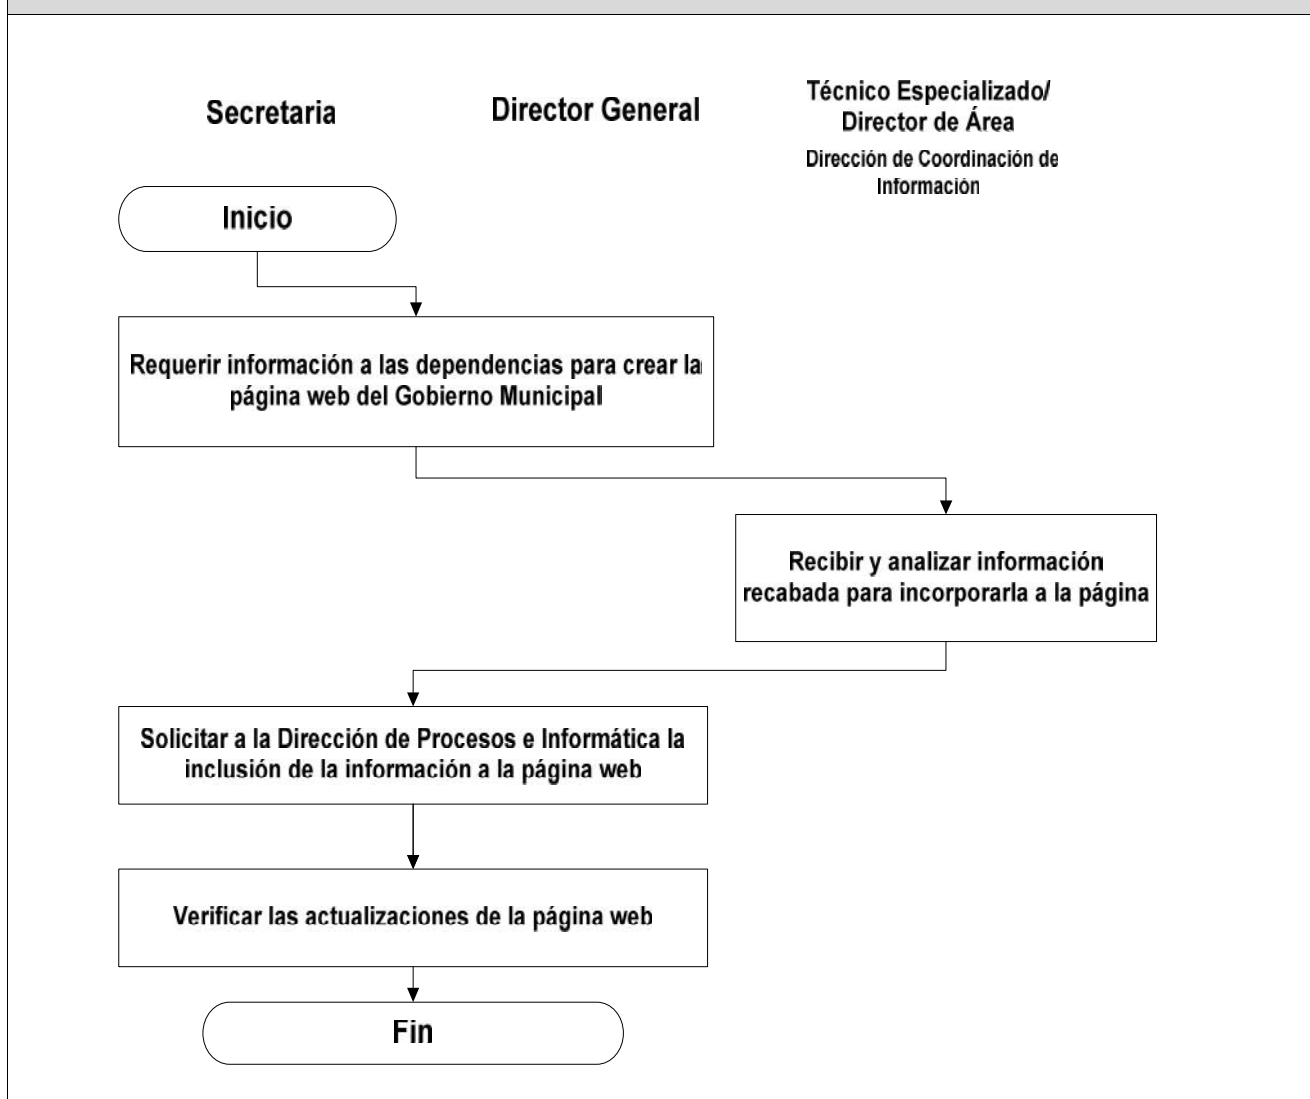 Secretaria
Director General
Técnico Especializado/
Director de Área
Dirección de Coordinación de
Información
Inicio
Requerir información a las dependencias para crear la
página web del Gobierno Municipal
Recibir y analizar información
recabada para incorporarla a la página
Solicitar a la Dirección de Procesos e Informática la
inclusión de la información a la página web
Verificar las actualizaciones de la página web
Fin